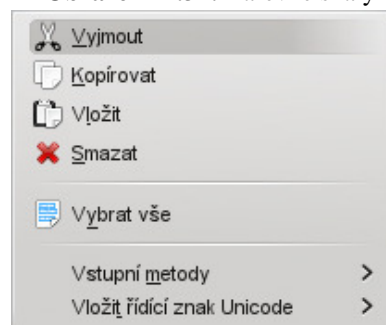 Vyjmout
Kopírovat
Vložit
Smazat
Vybrat vše
Vstupní metody
Vložit řídící znak Unicode